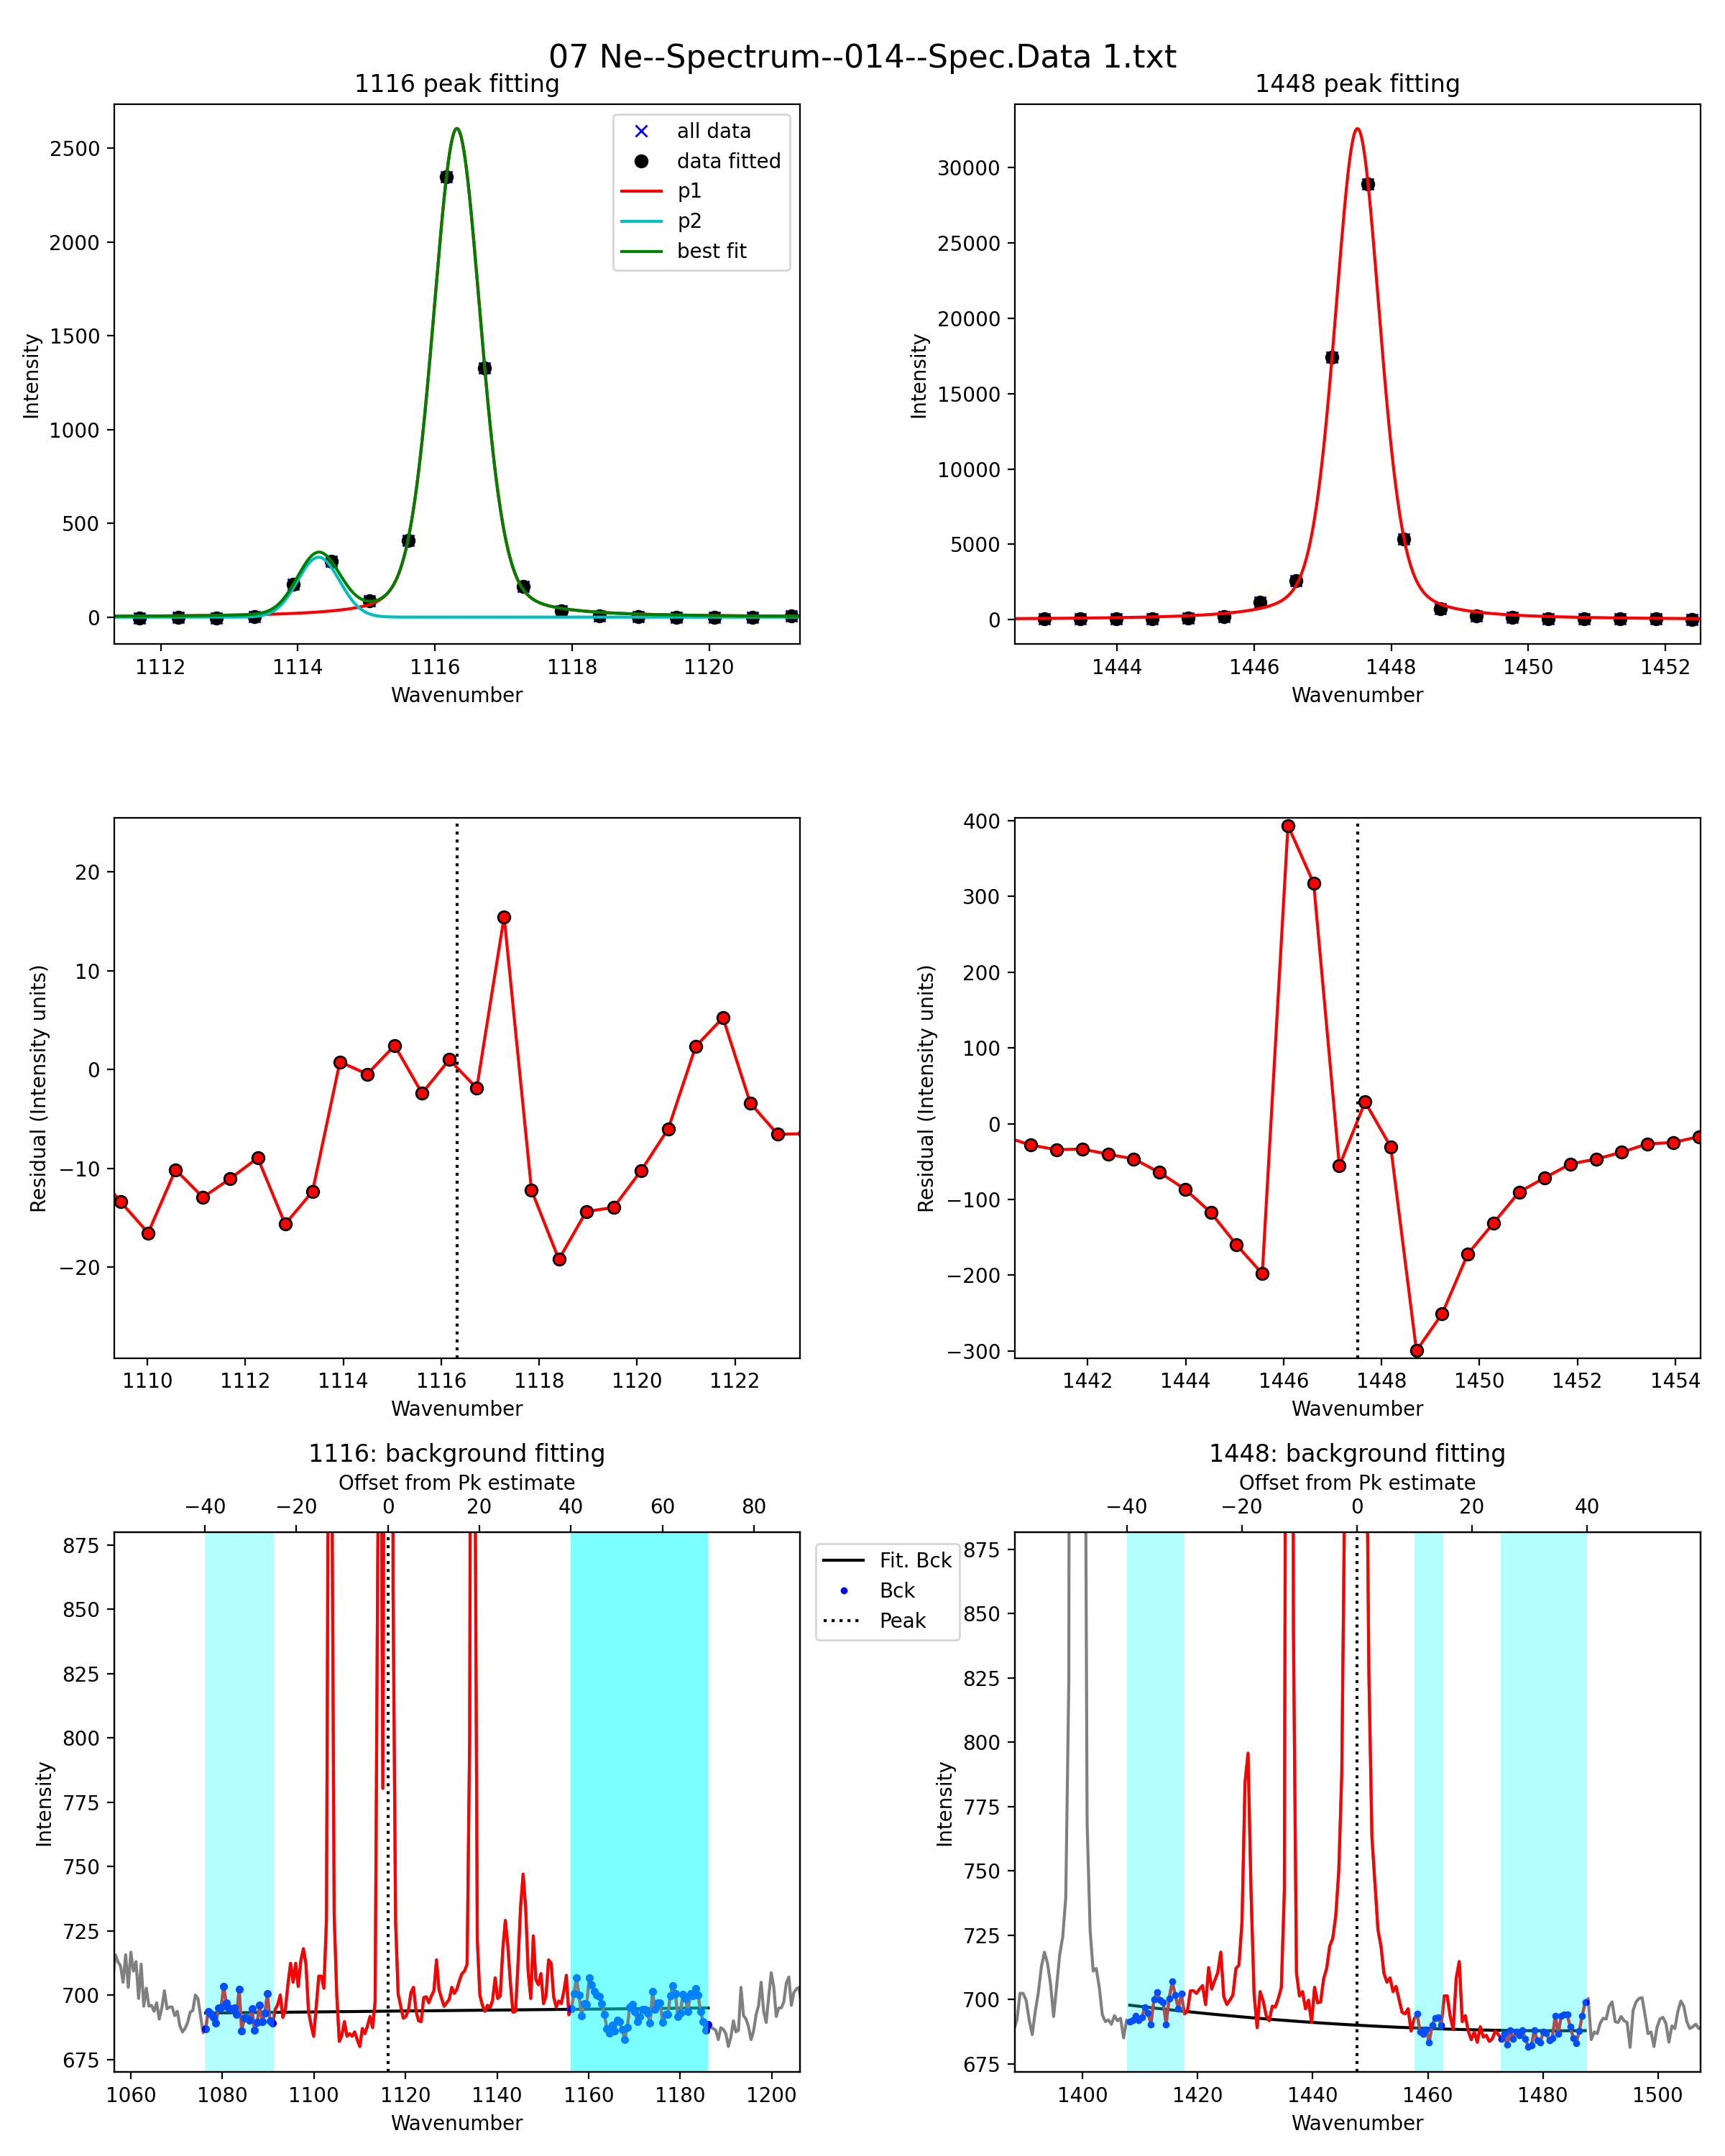 07 Ne--Spectrum--014--Spec.Data 1.txt
1116 peak fitting
Intensity
2500
2000
1500
1000
500
0
all data
data fitted
p1
p2
best fit
1112 1114 1116 1118 1120
Wavenumber
1448 peak fitting
Intensity
30000
25000
20000
15000
10000
5000
0
1444 1446 1448 1450 1452
Wavenumber
Residual (Intensity units)
20
10
0
−10
−20
1110 1112 1114 1116 1118 1120 1122
Wavenumber
Residual (Intensity units)
400
300
200
100
0
−100
−200
−300
1442 1444 1446 1448 1450 1452 1454
Wavenumber
1116: background fitting
Offset from Pk estimate
−40 −20 0 20 40 60 80
Intensity
875
850
825
800
775
750
725
700
675
1060 1080 1100 1120 1140 1160 1180 1200
Wavenumber
Fit. Bck
Bck
Peak
1448: background fitting
Offset from Pk estimate
−40 −20 0 20 40
Intensity
875
850
825
800
775
750
725
700
675
1400 1420 1440 1460 1480 1500
Wavenumber